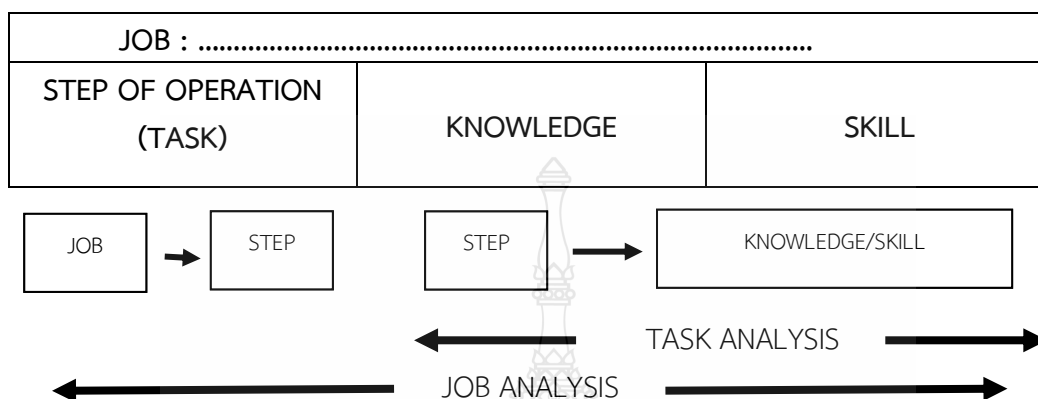 JOB : ........................................................................................
STEP OF OPERATION
(TASK)
KNOWLEDGE
SKILL
JOB
STEP
STEP
KNOWLEDGE/SKILL
TASK ANALYSIS
JOB ANALYSIS